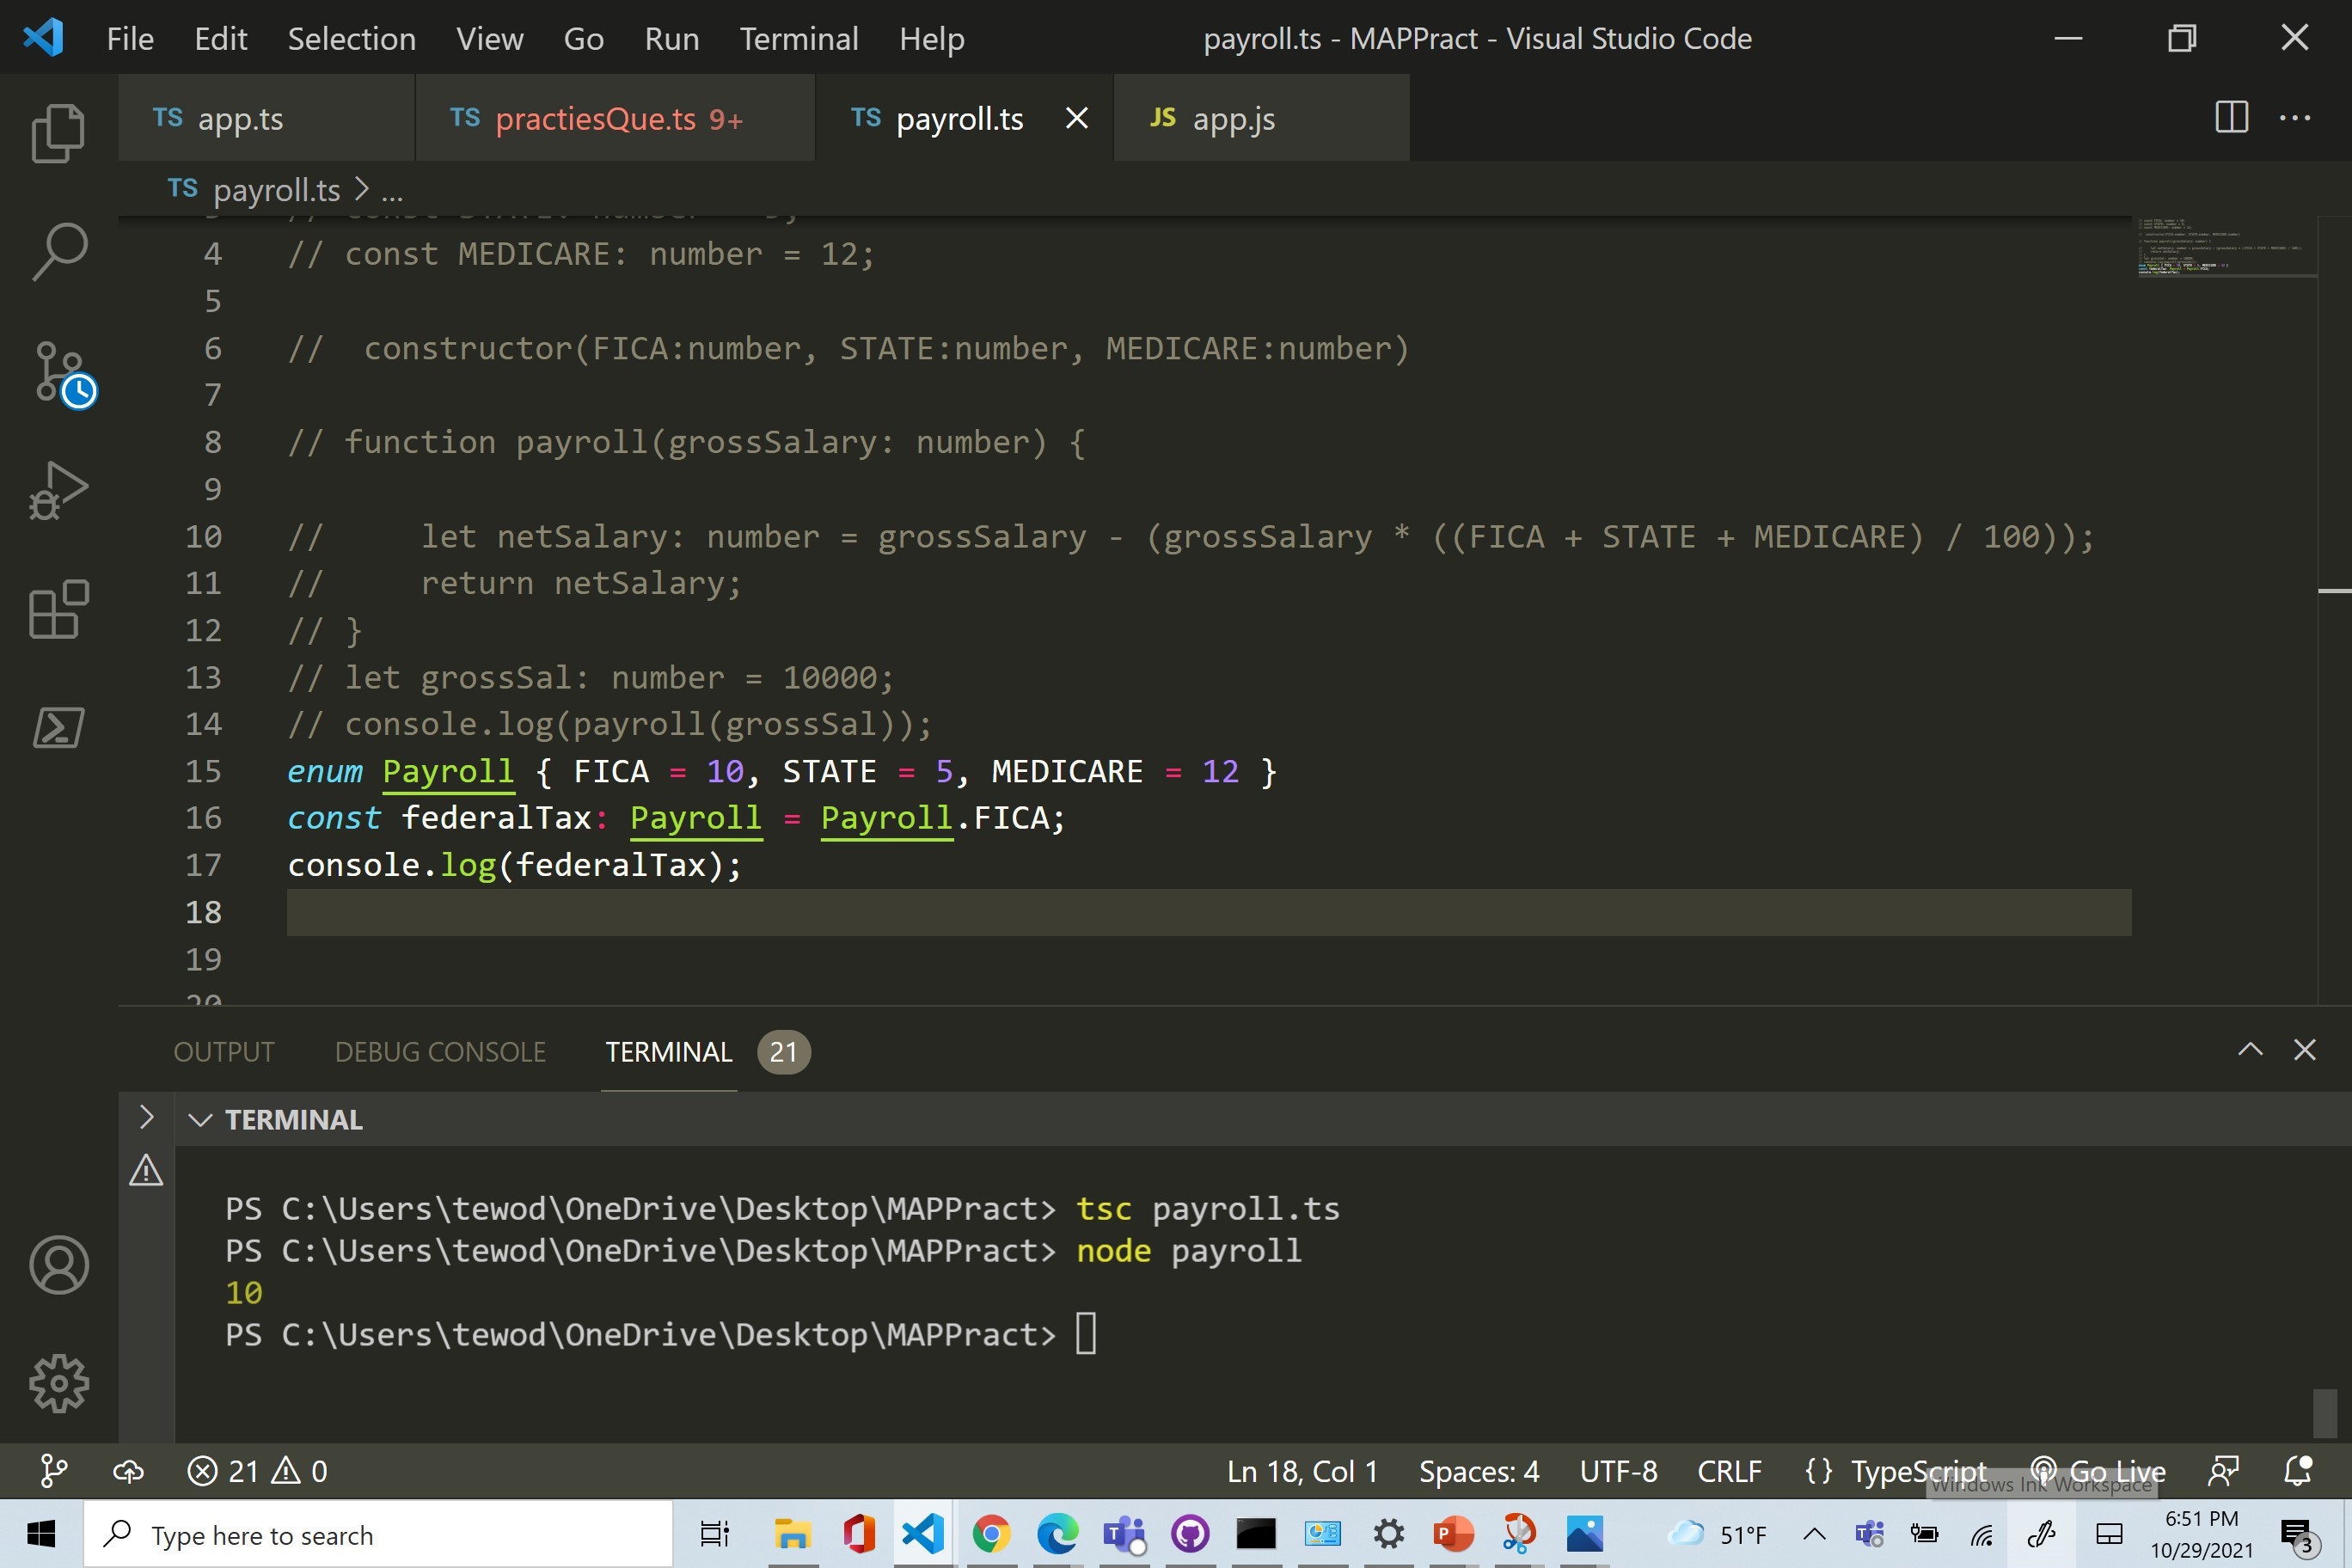 File Edit Selection View Go Run Terminal Help payroll.ts - MAPPract - Visual Studio Code
TS app.ts TS practiesQue.ts 9+ TS payroll.ts JS app.js
TS payroll.ts > ...
4 // const MEDICARE: number = 12;
5
6 //  constructor(FICA:number, STATE:number, MEDICARE:number)
7
8 // function payroll(grossSalary: number) {
9
10 //     let netSalary: number = grossSalary - (grossSalary * ((FICA + STATE + MEDICARE) / 100));
11 //     return netSalary;
12 // }
13 // let grossSal: number = 10000;
14 // console.log(payroll(grossSal));
15 enum Payroll { FICA = 10, STATE = 5, MEDICARE = 12 }
16 const federalTax: Payroll = Payroll.FICA;
17 console.log(federalTax);
18
19
20
OUTPUT DEBUG CONSOLE TERMINAL 21
TERMINAL
PS C:\Users\tewod\OneDrive\Desktop\MAPPract> tsc payroll.ts
PS C:\Users\tewod\OneDrive\Desktop\MAPPract> node payroll
10
PS C:\Users\tewod\OneDrive\Desktop\MAPPract>
21 0 Ln 18, Col 1 Spaces: 4 UTF-8 CRLF {} TypeScript Go Live
Windows Ink Workspace
Type here to search 51°F 6:51 PM
10/29/2021 3